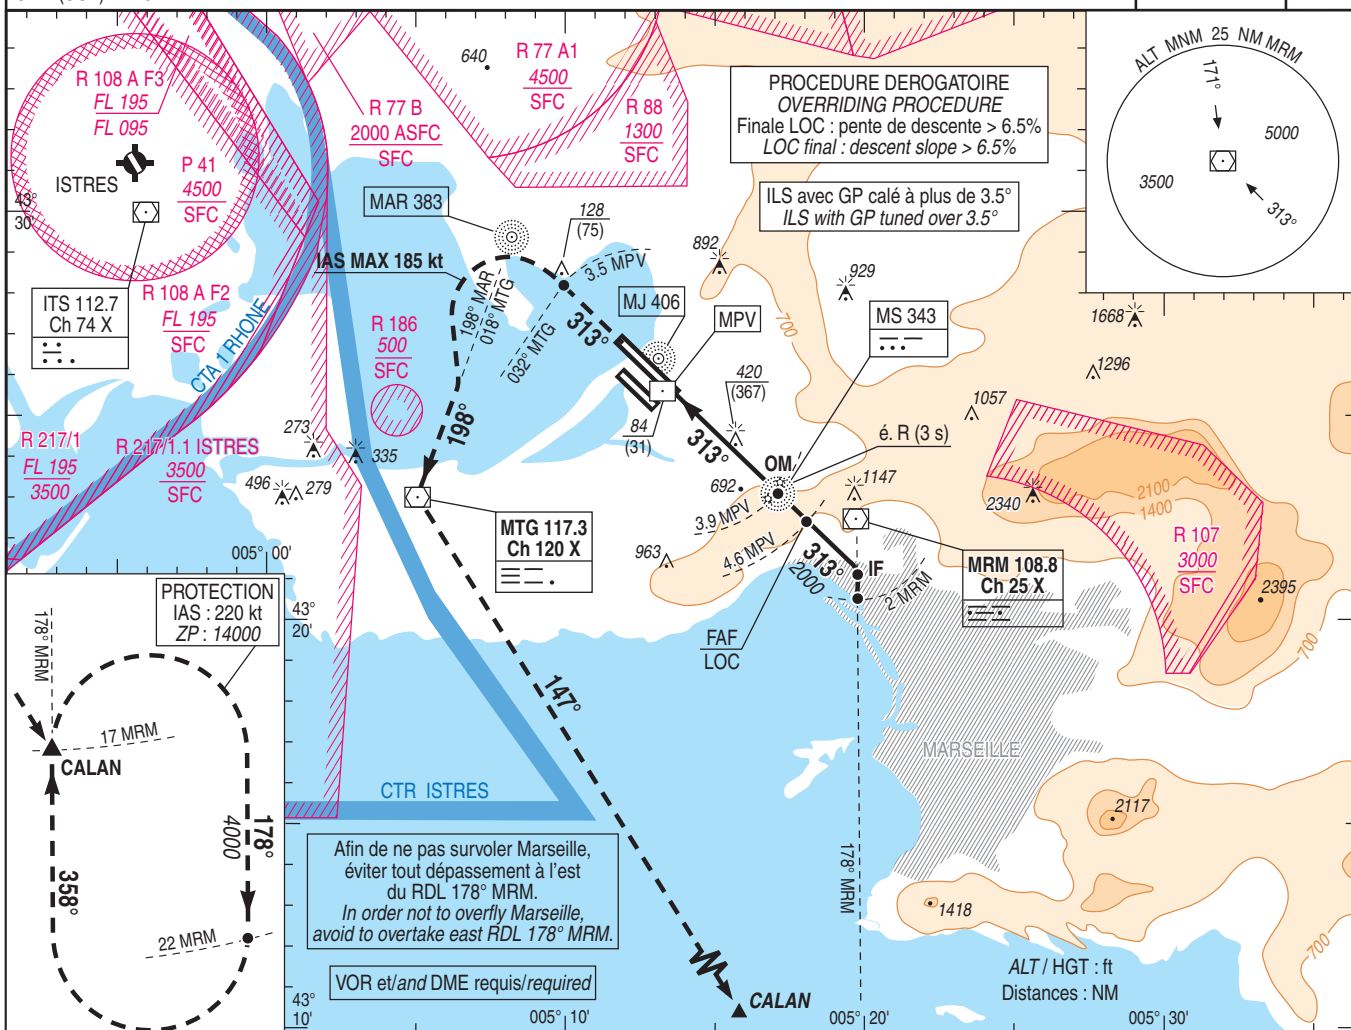 R 108 A F3
FL 195
FL 095
P 41
4500
SFC
ISTRES
43°
30'
ITS 112.7
Ch 74 X
R 108 A F2
FL 195
SFC
CTA 1 RHONE
R 217/1
FL 195
3500
R 217/1.1 ISTRES
3500
SFC
R 77 B
2000 ASFC
SFC
640
R 77 A1
4500
SFC
R 88
1300
SFC
PROCEDURE DEROGATOIRE
OVERRIDING PROCEDURE
Finale LOC : pente de descente > 6.5%
LOC final : descent slope > 6.5%
ILS avec GP calé à plus de 3.5°
ILS with GP tuned over 3.5°
ALT MNM 25 NM MRM
171°
5000
3500
313°
MAR 383
128
(75)
IAS MAX 185 kt
3.5 MPV
198° MAR
018° MTG
032° MTG
313°
MJ 406
MPV
892
929
MS 343
700
1668
1296
1057
R 186
500
SFC
198°
84
(31)
420
(367)
313°
é. R (3 s)
OM
692
1147
3.9 MPV
4.6 MPV
963
273
335
496
279
MTG 117.3
Ch 120 X
313°
2000
IF
2 MRM
MRM 108.8
Ch 25 X
FAF
LOC
2340
2100
1400
R 107
3000
SFC
2395
700
005° 00'
43°
20'
PROTECTION
IAS : 220 kt
ZP : 14000
178° MRM
17 MRM
CALAN
178°
4000
358°
22 MRM
147°
CTR ISTRES
MARSEILLE
Afin de ne pas survoler Marseille,
éviter tout dépassement à l'est
du RDL 178° MRM.
In order not to overfly Marseille,
avoid to overtake east RDL 178° MRM.
VOR et/and DME requis/required
178° MRM
2117
1418
700
CALAN
ALT / HGT : ft
Distances : NM
43°
10'
005° 10'
005° 20'
005° 30'